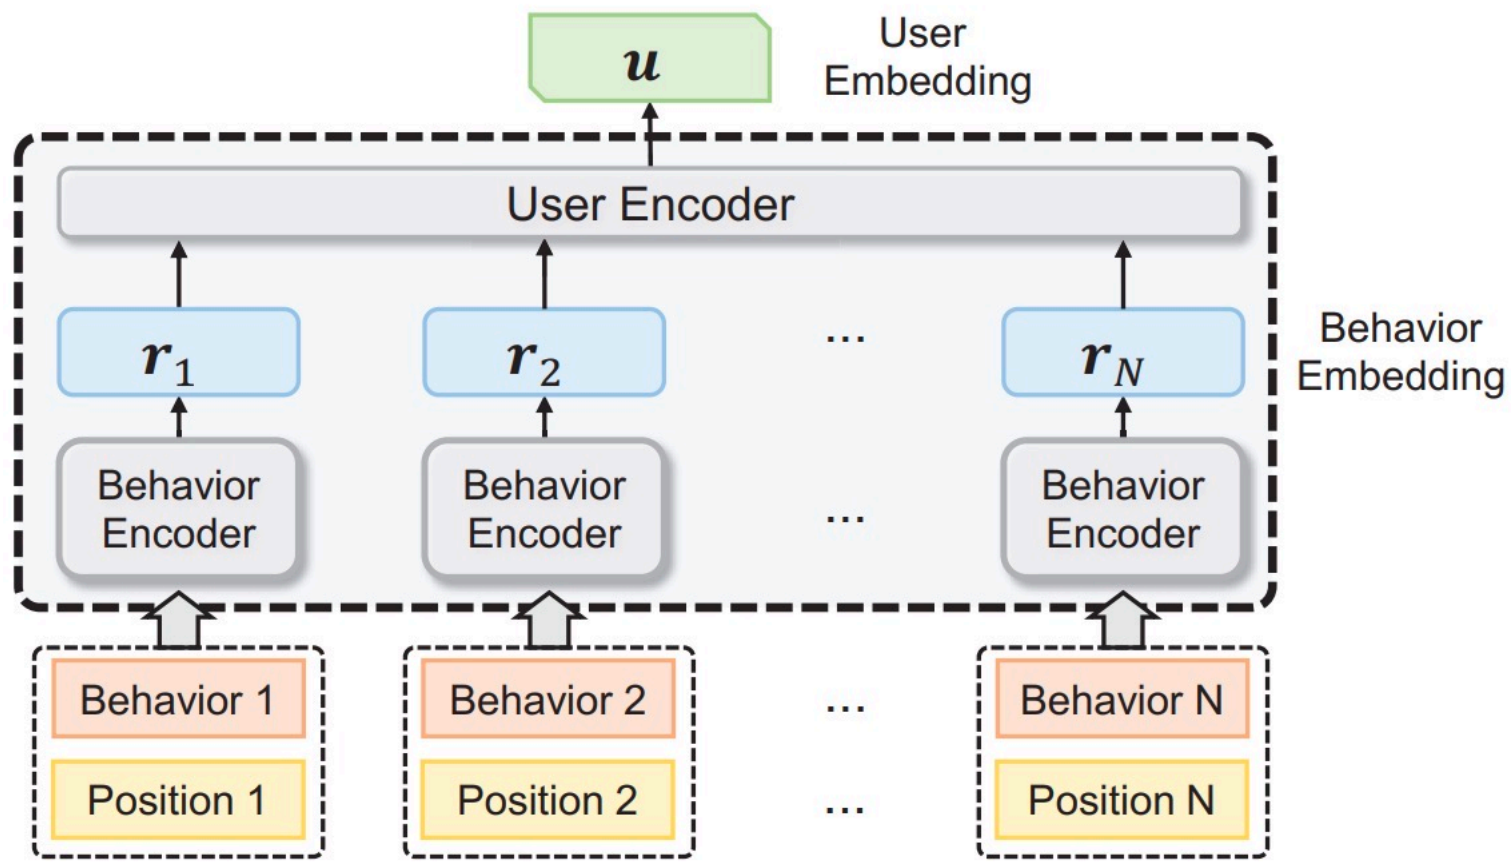 u
User
Embedding
User Encoder
r₁ r₂ ... r_N
Behavior
Embedding
Behavior
Encoder
Behavior
Encoder
...
Behavior
Encoder
Behavior 1 Behavior 2 ... Behavior N
Position 1 Position 2 ... Position N